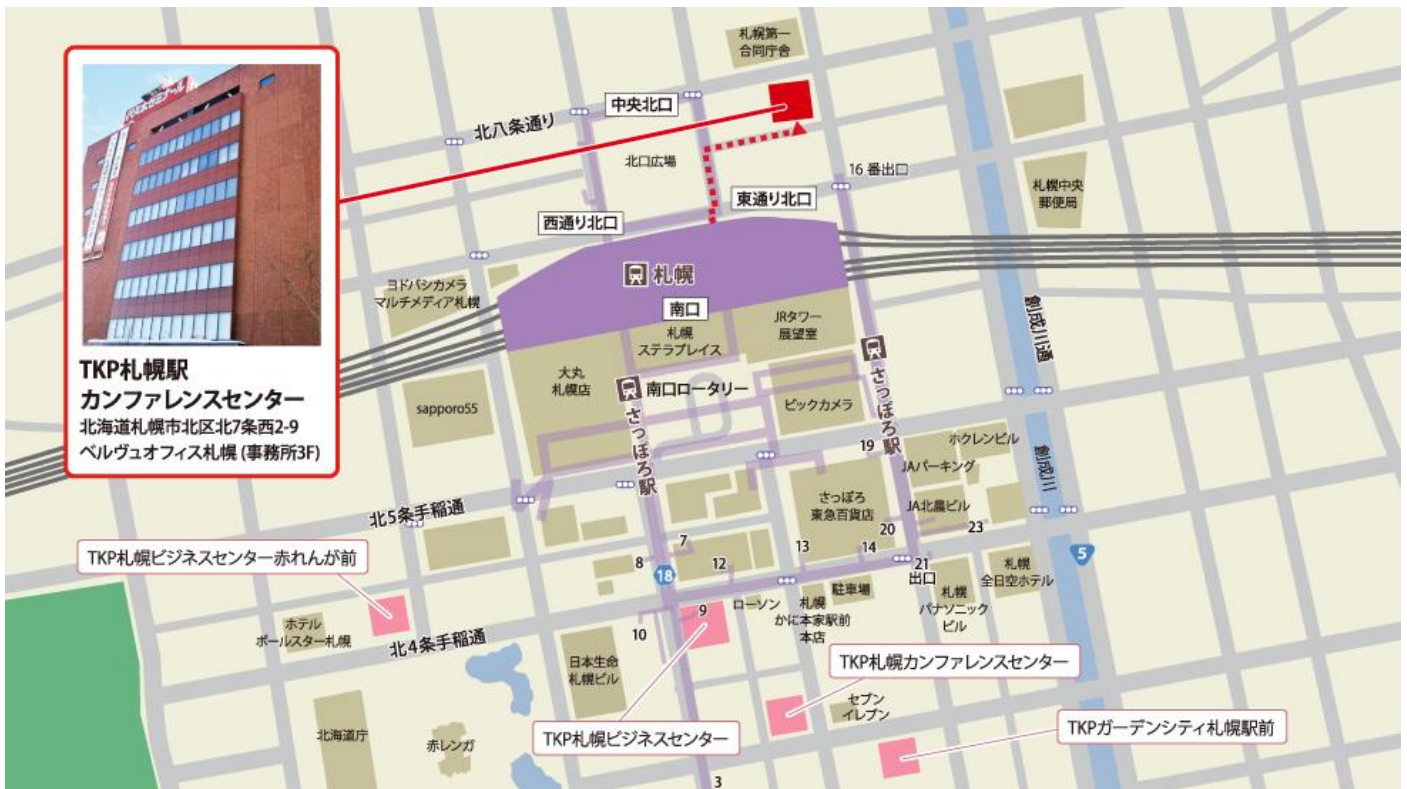 札幌第一
合同庁舎
中央北口
北八条通り
北口広場
16 番出口
札幌中央
郵便局
東通り北口
西通り北口
札幌
ヨドバシカメラ
マルチメディア札幌
南口
札幌
ステラプレイス
JRタワー
展望室
創成川通
TKP札幌駅
カンファレンスセンター
北海道札幌市北区北7条西2-9
ベルヴュオフィス札幌 (事務所3F)
大丸
札幌店
南口ロータリー
さっぽろ駅
さっぽろ駅
sapporo55
ビックカメラ
19
ホクレンビル
JAパーキング
創成川
北5条手稲通
さっぽろ
東急百貨店
JA北農ビル
20
23
TKP札幌ビジネスセンター赤れんが前
7
8
18
12
13
14
21
出口
札幌
全日空ホテル
5
ホテル
ポールスター札幌
北4条手稲通
10
9
ローソン
札幌
かに本家駅前
本店
駐車場
札幌
パナソニック
ビル
日本生命
札幌ビル
TKP札幌カンファレンスセンター
セブン
イレブン
北海道庁
赤レンガ
TKP札幌ビジネスセンター
TKPガーデンシティ札幌駅前
3